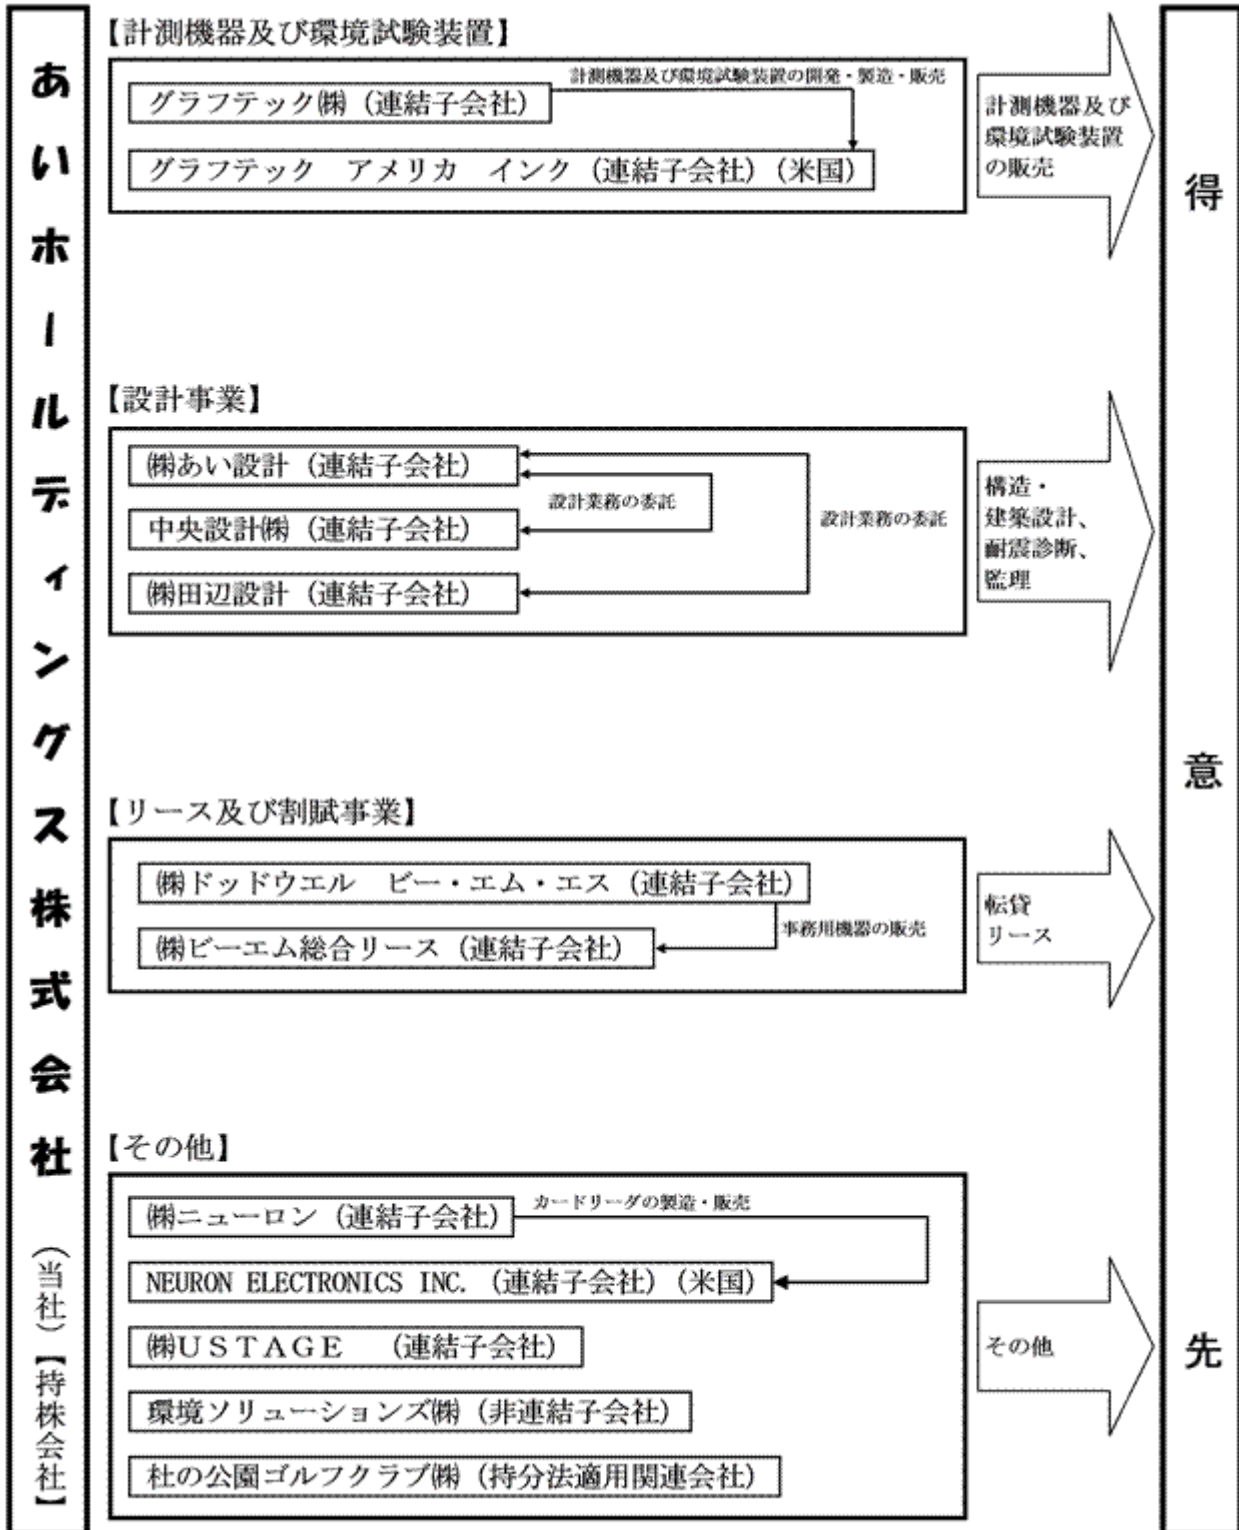 あいホールディングス株式会社(当社)【持株会社】
【計測機器及び環境試験装置】
計測機器及び環境試験装置の開発・製造・販売
グラフテック㈱（連結子会社）
グラフテック　アメリカ　インク（連結子会社）（米国）
計測機器及び
環境試験装置
の販売
【設計事業】
㈱あい設計（連結子会社）
設計業務の委託
中央設計㈱（連結子会社）
設計業務の委託
㈱田辺設計（連結子会社）
構造・
建築設計、
耐震診断、
監理
【リース及び割賦事業】
㈱ドッドウエル　ビー・エム・エス（連結子会社）
事務用機器の販売
㈱ビーエム総合リース（連結子会社）
転貸
リース
【その他】
㈱ニューロン（連結子会社）
カードリーダの製造・販売
NEURON ELECTRONICS INC.（連結子会社）（米国）
㈱ＵＳＴＡＧＥ　（連結子会社）
環境ソリューションズ㈱（非連結子会社）
杜の公園ゴルフクラブ㈱（持分法適用関連会社）
その他
得意先